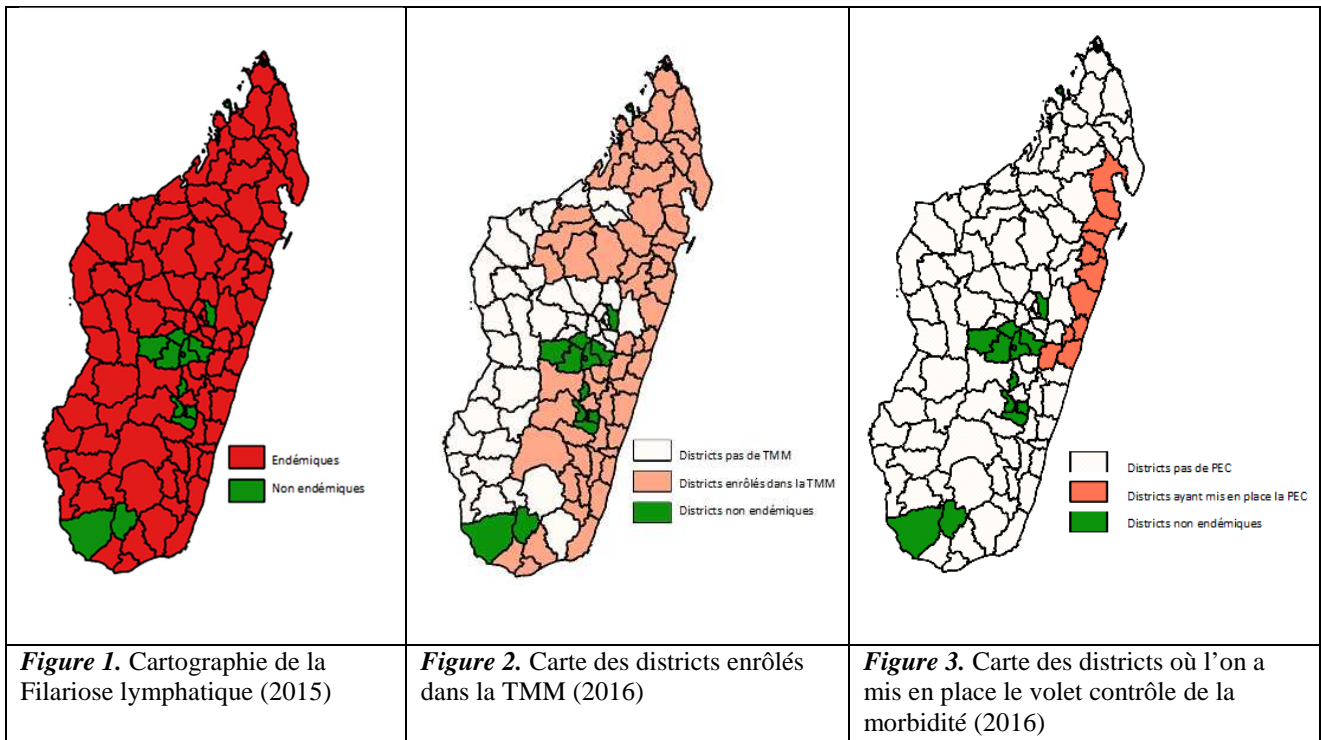 Endémiques
Non endémiques
Districts pas de TMM
Districts enrôlés dans la TMM
Districts non endémiques
Districts pas de PEC
Districts ayant mis en place la PEC
Districts non endémiques
Figure 1. Cartographie de la
Filariose lymphatique (2015)
Figure 2. Carte des districts enrôlés
dans la TMM (2016)
Figure 3. Carte des districts où l’on a
mis en place le volet contrôle de la
morbidité (2016)